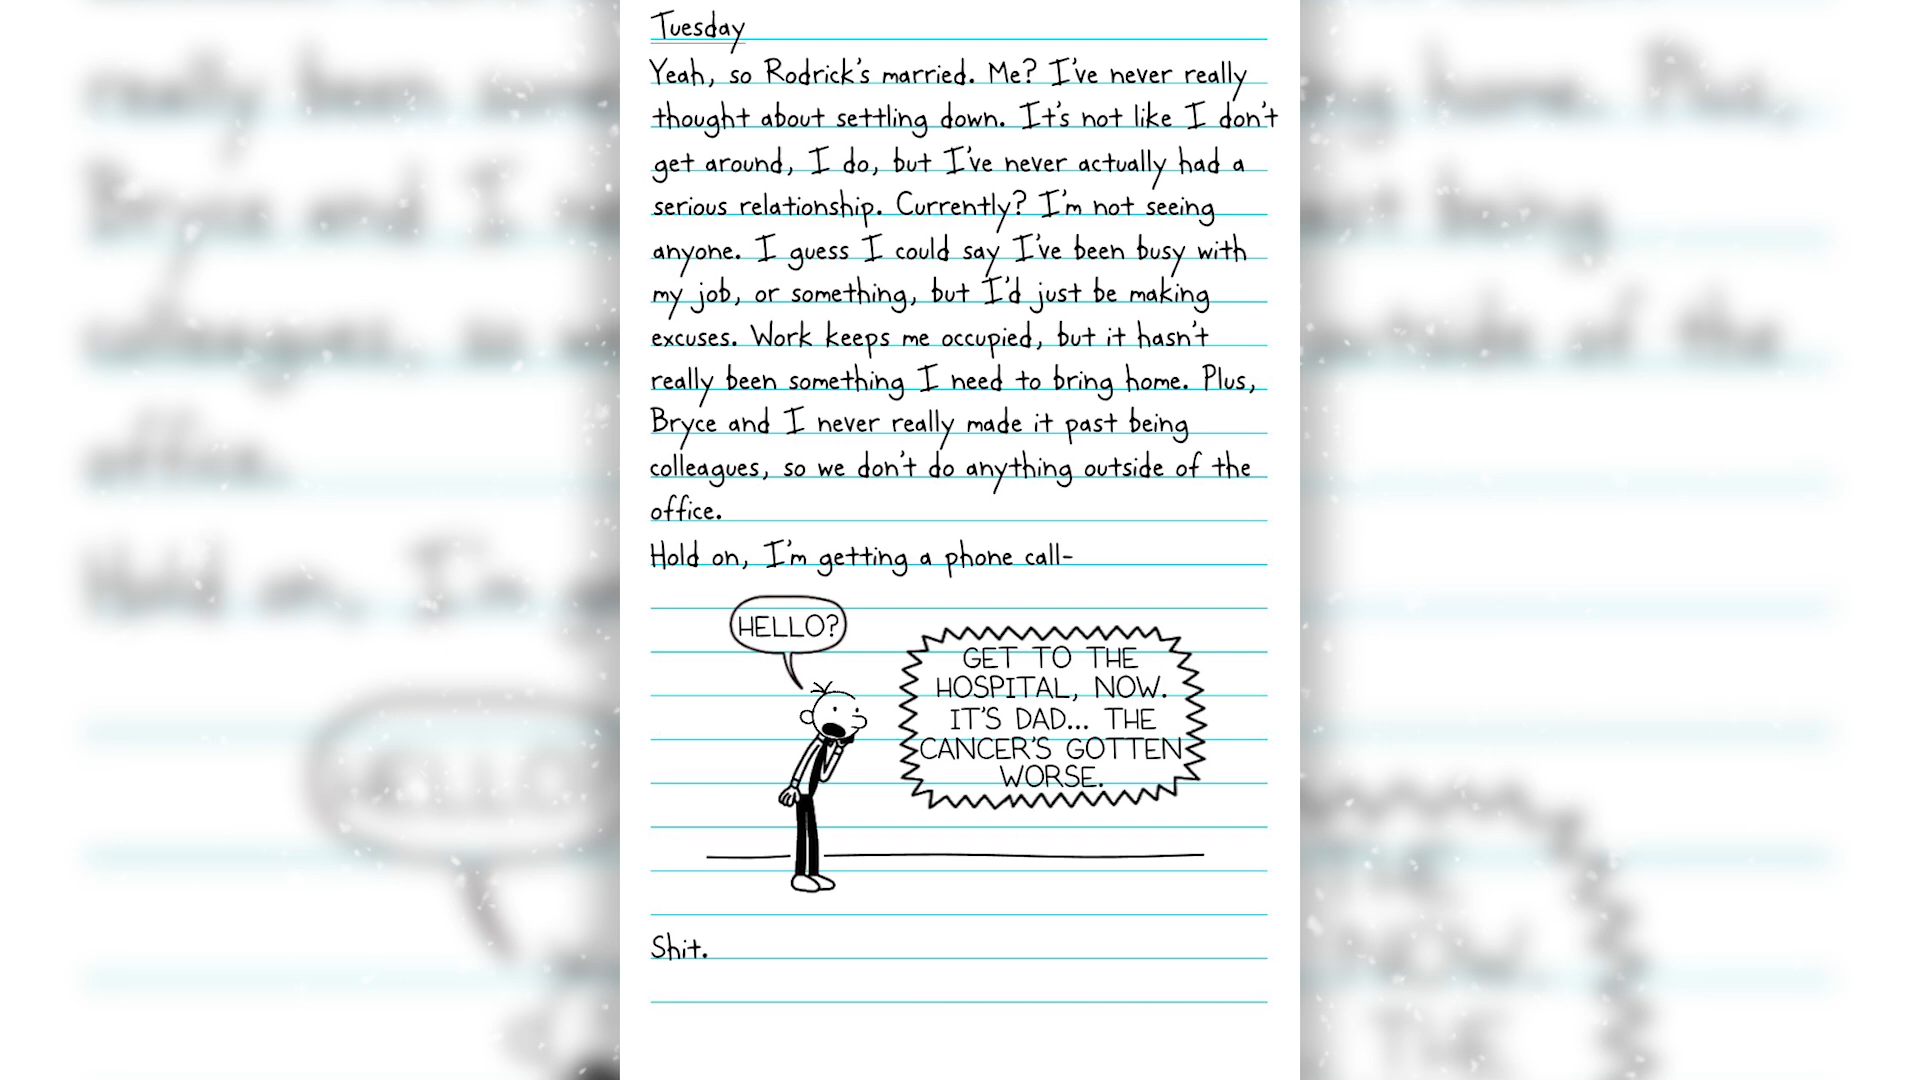 Tuesday
Yeah, so Rodrick's married. Me? I've never really
thought about settling down. It's not like I don't
get around, I do, but I've never actually had a
serious relationship. Currently? I'm not seeing
anyone. I guess I could say I've been busy with
my job, or something, but I'd just be making
excuses. Work keeps me occupied, but it hasn't
really been something I need to bring home. Plus,
Bryce and I never really made it past being
colleagues, so we don't do anything outside of the
office.
Hold on, I'm getting a phone call-
HELLO?
GET TO THE
HOSPITAL, NOW.
IT'S DAD... THE
CANCER'S GOTTEN
WORSE.
Shit.